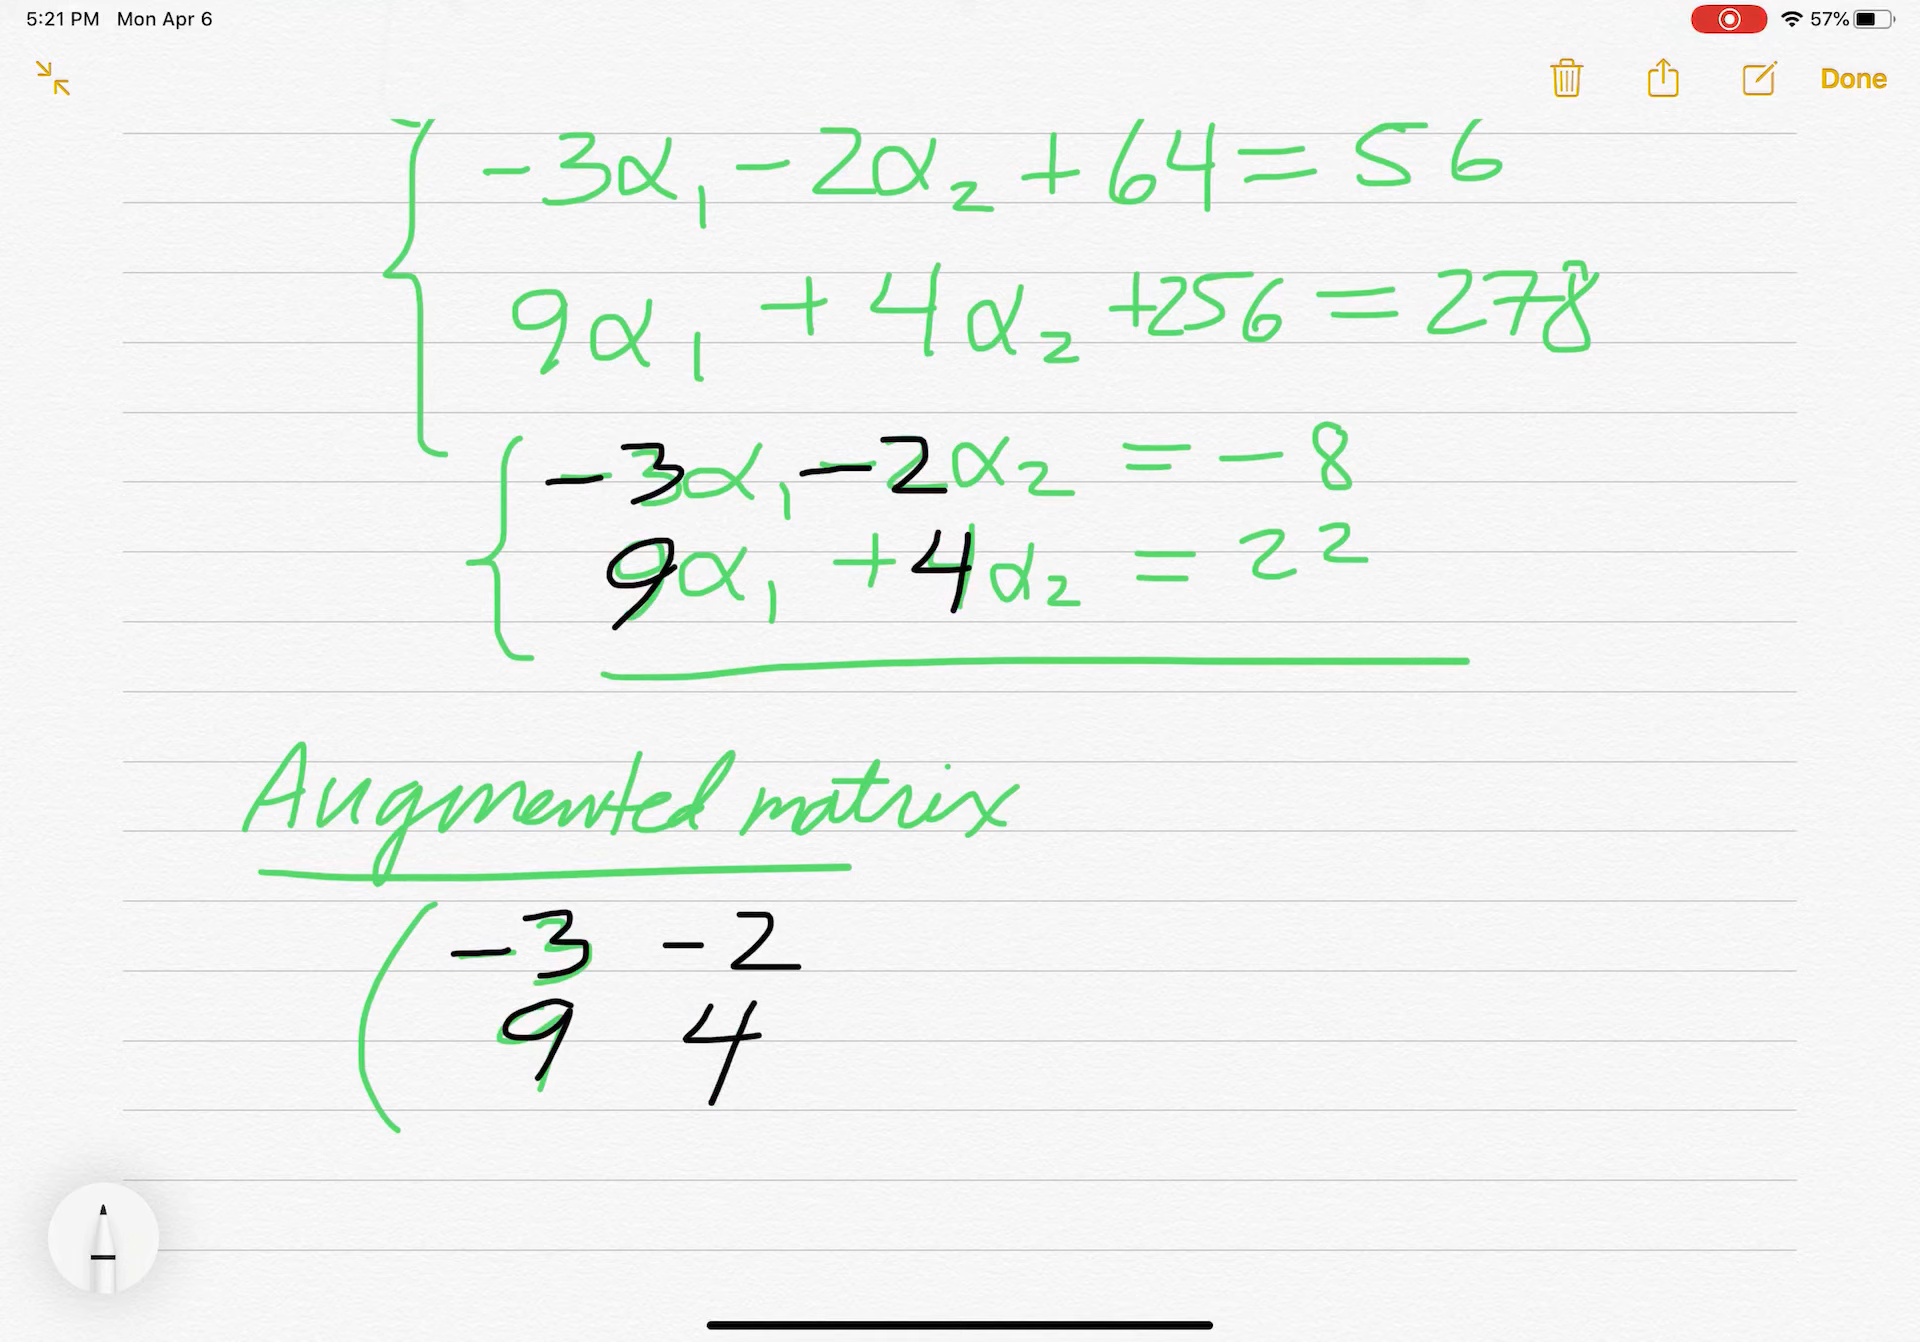 5:21 PM Mon Apr 6 57%
Done
-3α₁ - 2α₂ + 64 = 56
9α₁ + 4α₂ + 256 = 278
-3α₁ - 2α₂ = -8
9α₁ + 4α₂ = 22
Augmented matrix
( -3 -2
9 4